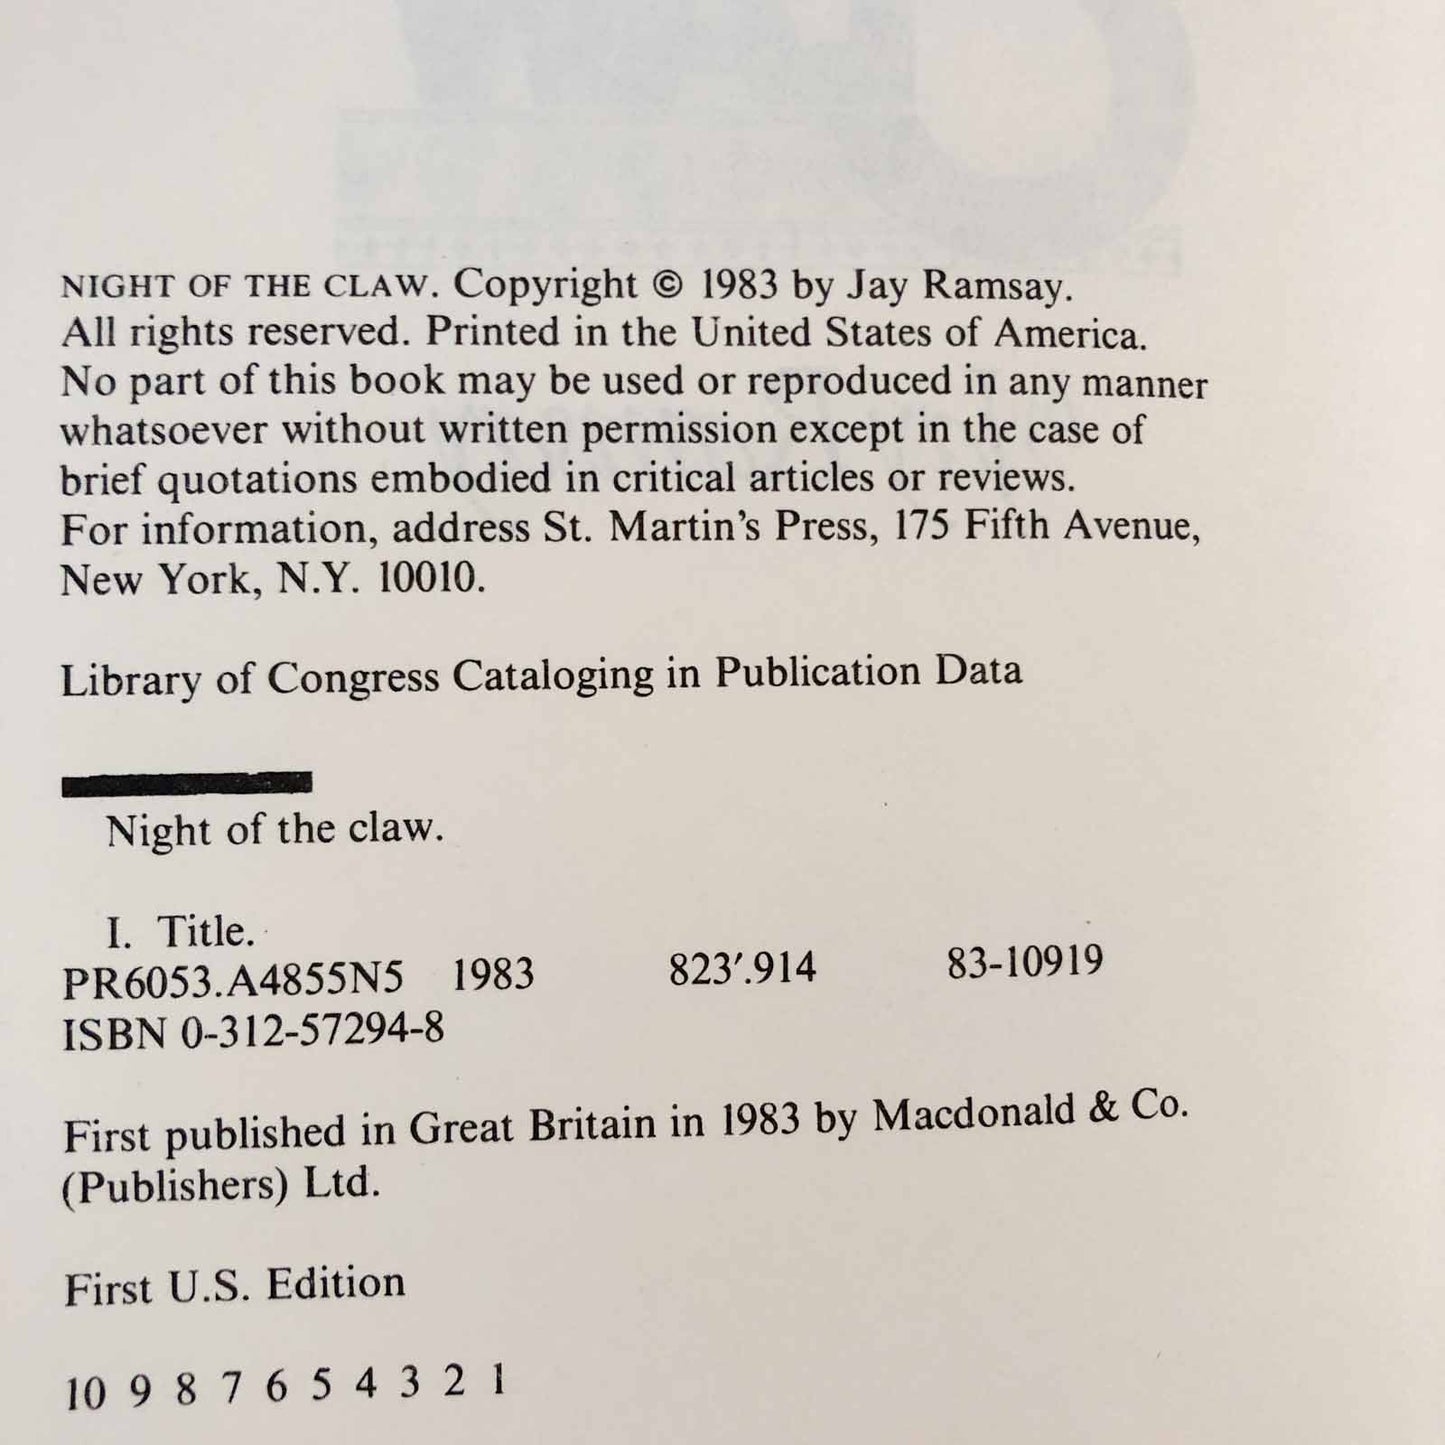 NIGHT OF THE CLAW. Copyright © 1983 by Jay Ramsay.
All rights reserved. Printed in the United States of America.
No part of this book may be used or reproduced in any manner
whatsoever without written permission except in the case of
brief quotations embodied in critical articles or reviews.
For information, address St. Martin's Press, 175 Fifth Avenue,
New York, N.Y. 10010.
Library of Congress Cataloging in Publication Data
Night of the claw.
I. Title.
PR6053.A4855N5 1983 823′.914 83-10919
ISBN 0-312-57294-8
First published in Great Britain in 1983 by Macdonald & Co.
(Publishers) Ltd.
First U.S. Edition
10 9 8 7 6 5 4 3 2 1